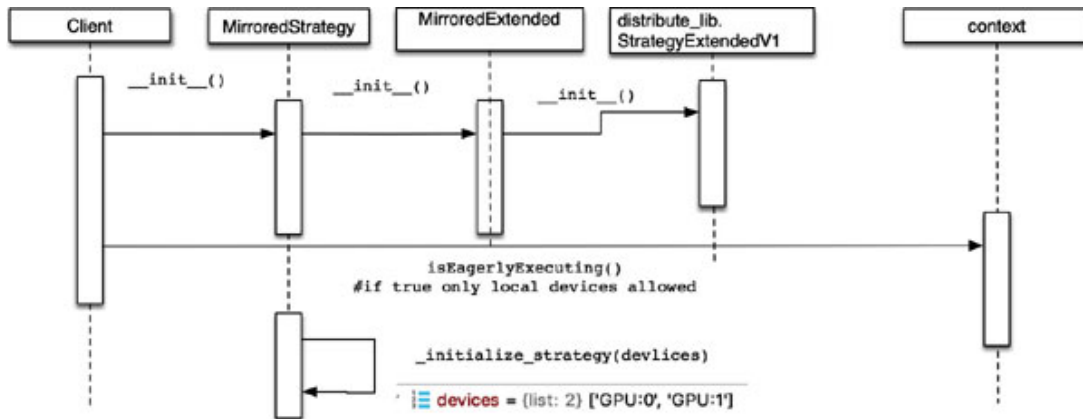 Client
MirroredStrategy
MirroredExtended
distribute_lib.
StrategyExtendedV1
context
__init__()
__init__()
__init__()
isEagerlyExecuting()
#if true only local devices allowed
_initialize_strategy(devlices)
devices = {list: 2} ['GPU:0', 'GPU:1']